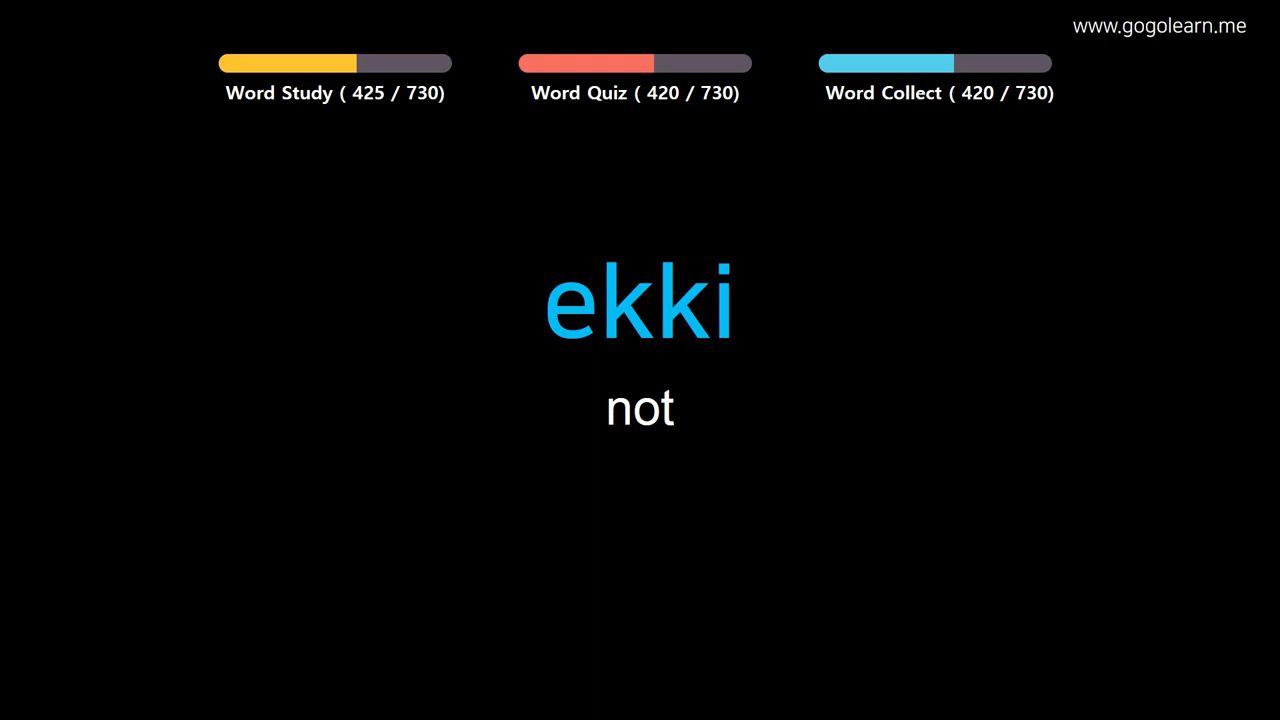 www.gogolearn.me
Word Study ( 425 / 730)
Word Quiz ( 420 / 730)
Word Collect ( 420 / 730)
ekki
not